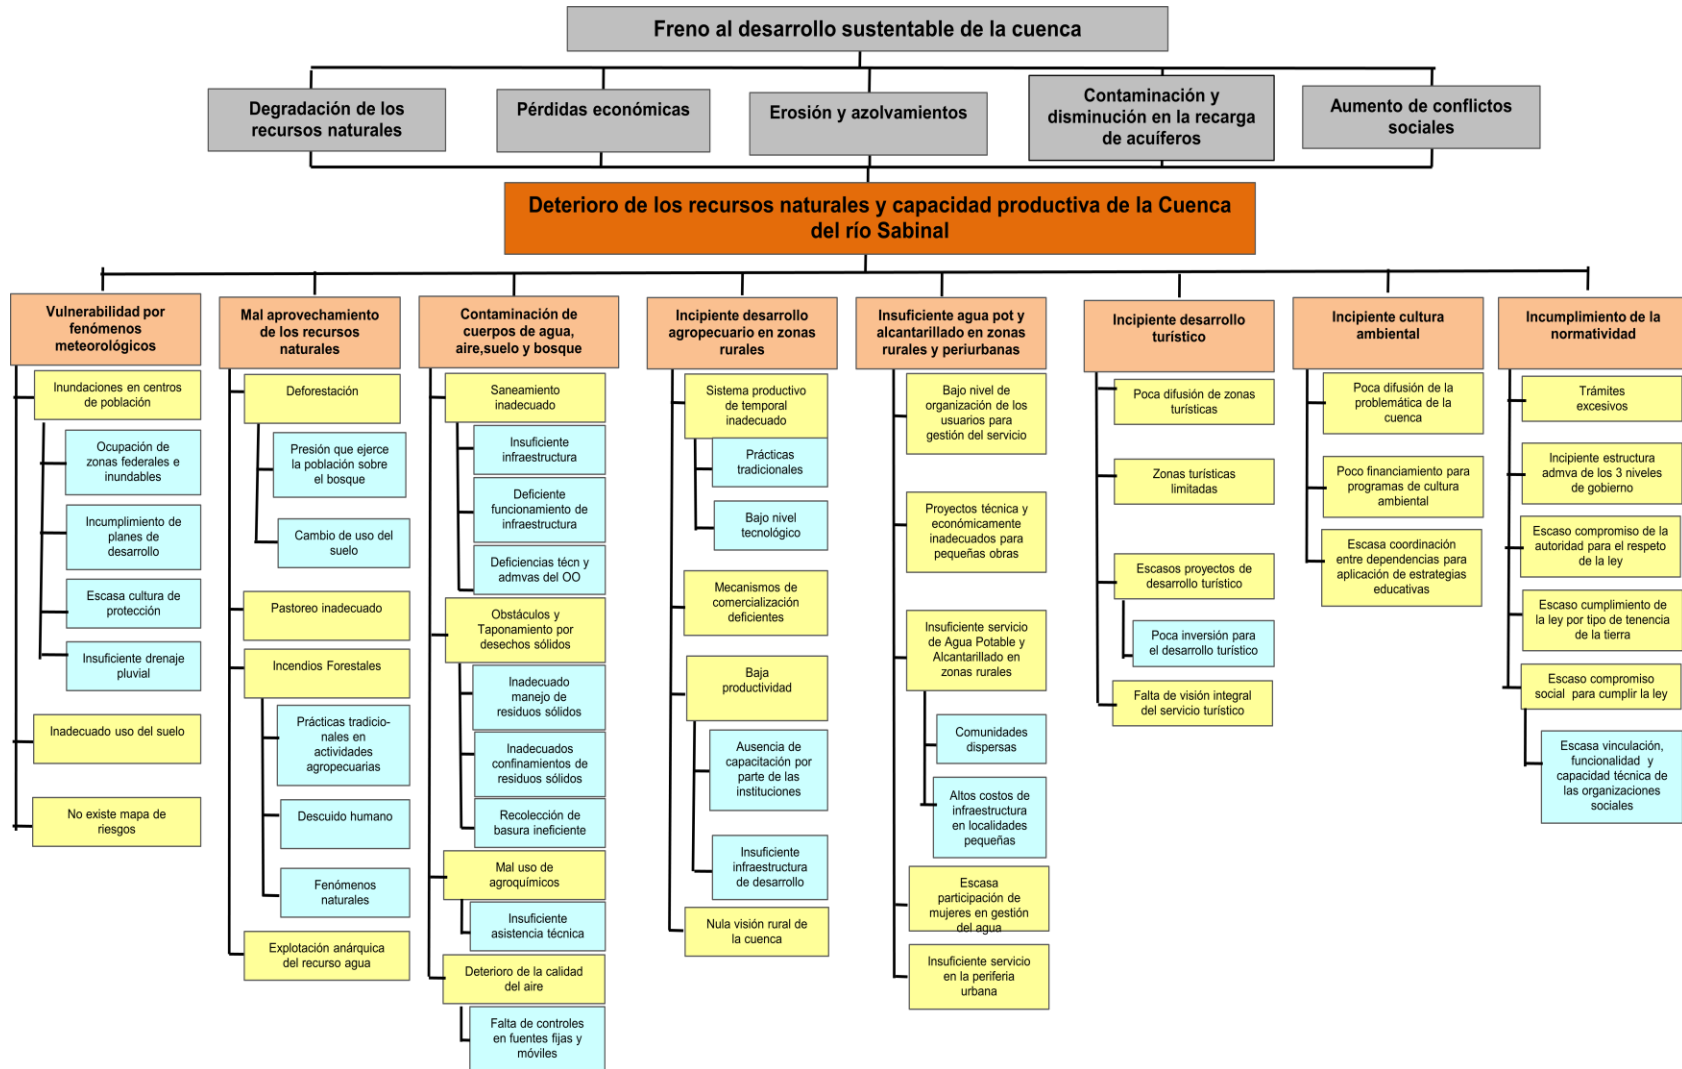 Freno al desarrollo sustentable de la cuenca
Degradación de los
recursos naturales
Pérdidas económicas
Erosión y azolvamientos
Contaminación y
disminución en la recarga
de acuíferos
Aumento de conflictos
sociales
Deterioro de los recursos naturales y capacidad productiva de la Cuenca
del río Sabinal
Vulnerabilidad por
fenómenos
meteorológicos
Inundaciones en centros
de población
Ocupación de
zonas federales e
inundables
Incumplimiento de
planes de
desarrollo
Escasa cultura de
protección
Insuficiente drenaje
pluvial
Inadecuado uso del suelo
No existe mapa de
riesgos
Mal aprovechamiento
de los recursos
naturales
Deforestación
Presión que ejerce
la población sobre
el bosque
Cambio de uso del
suelo
Pastoreo inadecuado
Incendios Forestales
Prácticas tradicio-
nales en
actividades
agropecuarias
Descuido humano
Fenómenos
naturales
Explotación anárquica
del recurso agua
Contaminación de
cuerpos de agua,
aire,suelo y bosque
Saneamiento
inadecuado
Insuficiente
infraestructura
Deficiente
funcionamiento de
infraestructura
Deficiencias técn y
admvas del OO
Obstáculos y
Taponamiento por
desechos sólidos
Inadecuado
manejo de
residuos sólidos
Inadecuados
confinamientos de
residuos sólidos
Recolección de
basura ineficiente
Mal uso de
agroquímicos
Insuficiente
asistencia técnica
Deterioro de la calidad
del aire
Falta de controles
en fuentes fijas y
móviles
Incipiente desarrollo
agropecuario en zonas
rurales
Sistema productivo
de temporal
inadecuado
Prácticas
tradicionales
Bajo nivel
tecnológico
Mecanismos de
comercialización
deficientes
Baja
productividad
Ausencia de
capacitación por
parte de las
instituciones
Insuficiente
infraestructura
de desarrollo
Nula visión rural de
la cuenca
Insuficiente agua pot y
alcantarillado en zonas
rurales y periurbanas
Bajo nivel de
organización de los
usuarios para
gestión del servicio
Proyectos técnica y
económicamente
inadecuados para
pequeñas obras
Insuficiente servicio
de Agua Potable y
Alcantarillado en
zonas rurales
Comunidades
dispersas
Altos costos de
infraestructura
en localidades
pequeñas
Escasa
participación de
mujeres en gestión
del agua
Insuficiente servicio
en la periferia
urbana
Incipiente desarrollo
turístico
Poca difusión de zonas
turísticas
Zonas turísticas
limitadas
Escasos proyectos de
desarrollo turístico
Poca inversión para
el desarrollo turístico
Falta de visión integral
del servicio turístico
Incipiente cultura
ambiental
Poca difusión de la
problemática de la
cuenca
Poco financiamiento para
programas de cultura
ambiental
Escasa coordinación
entre dependencias para
aplicación de estrategias
educativas
Incumplimiento de la
normatividad
Trámites
excesivos
Incipiente estructura
admva de los 3 niveles
de gobierno
Escaso compromiso de la
autoridad para el respeto
de la ley
Escaso cumplimiento de
la ley por tipo de tenencia
de la tierra
Escaso compromiso
social para cumplir la ley
Escasa vinculación,
funcionalidad y
capacidad técnica de
las organizaciones
sociales